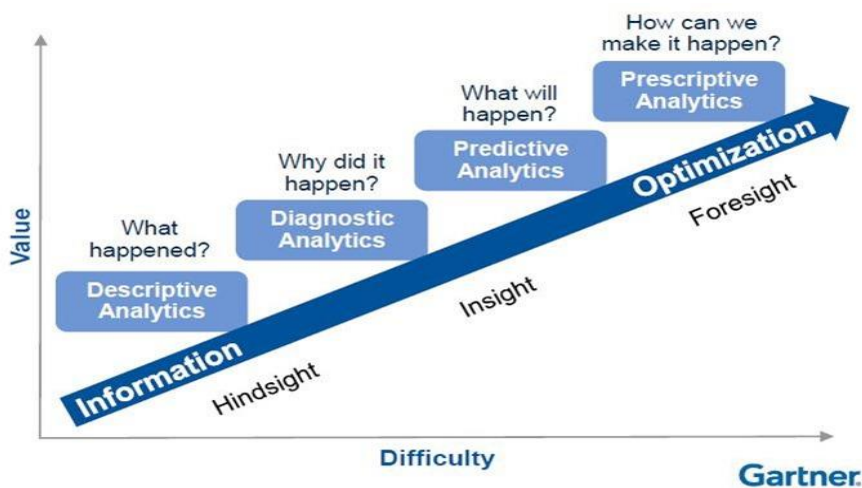 How can we
make it happen?
Prescriptive
Analytics
What will
happen?
Predictive
Analytics
Optimization
Foresight
Why did it
happen?
Diagnostic
Analytics
Insight
What
happened?
Descriptive
Analytics
Information
Hindsight
Value
Difficulty
Gartner.